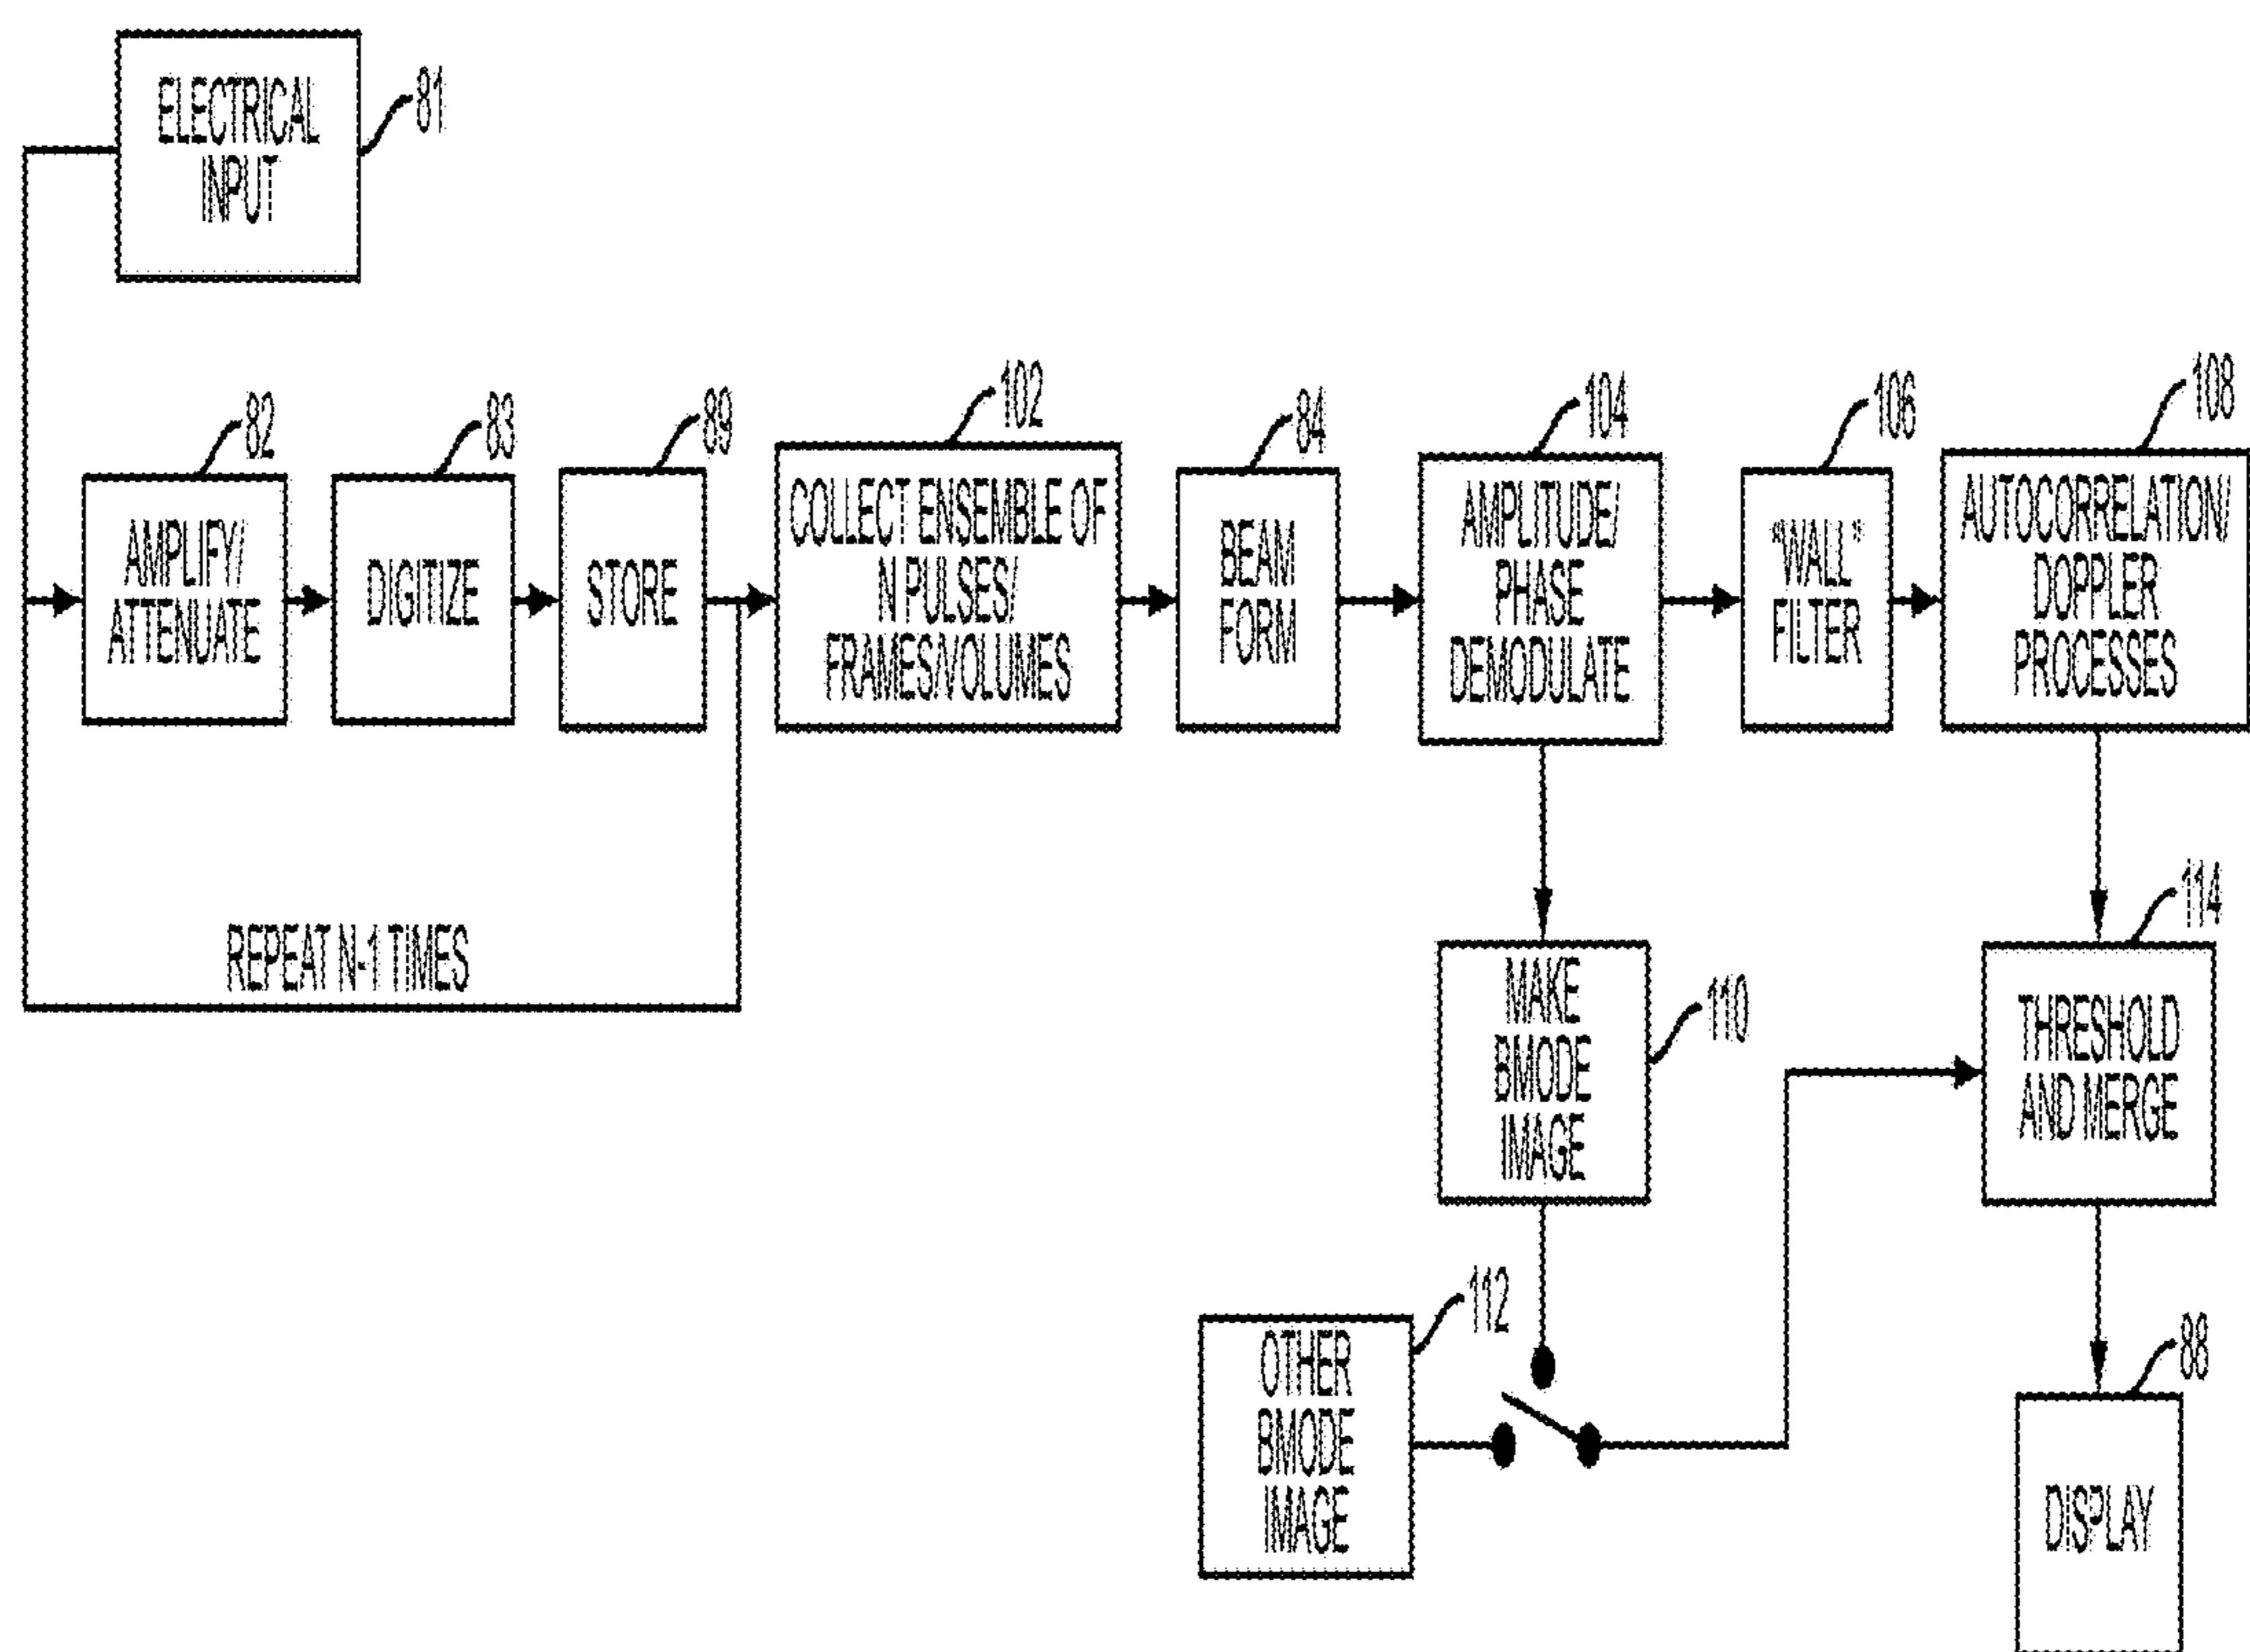 ELECTRICAL
INPUT
81
82
83
89
102
84
104
106
108
AMPLIFY/
ATTENUATE
DIGITIZE
STORE
COLLECT ENSEMBLE OF
N PULSES/
FRAMES/VOLUMES
BEAM
FORM
AMPLITUDE/
PHASE
DEMODULATE
"WALL"
FILTER
AUTOCORRELATION/
DOPPLER
PROCESSES
REPEAT N-1 TIMES
MAKE
BMODE
IMAGE
110
THRESHOLD
AND MERGE
114
OTHER
BMODE
IMAGE
112
DISPLAY
88